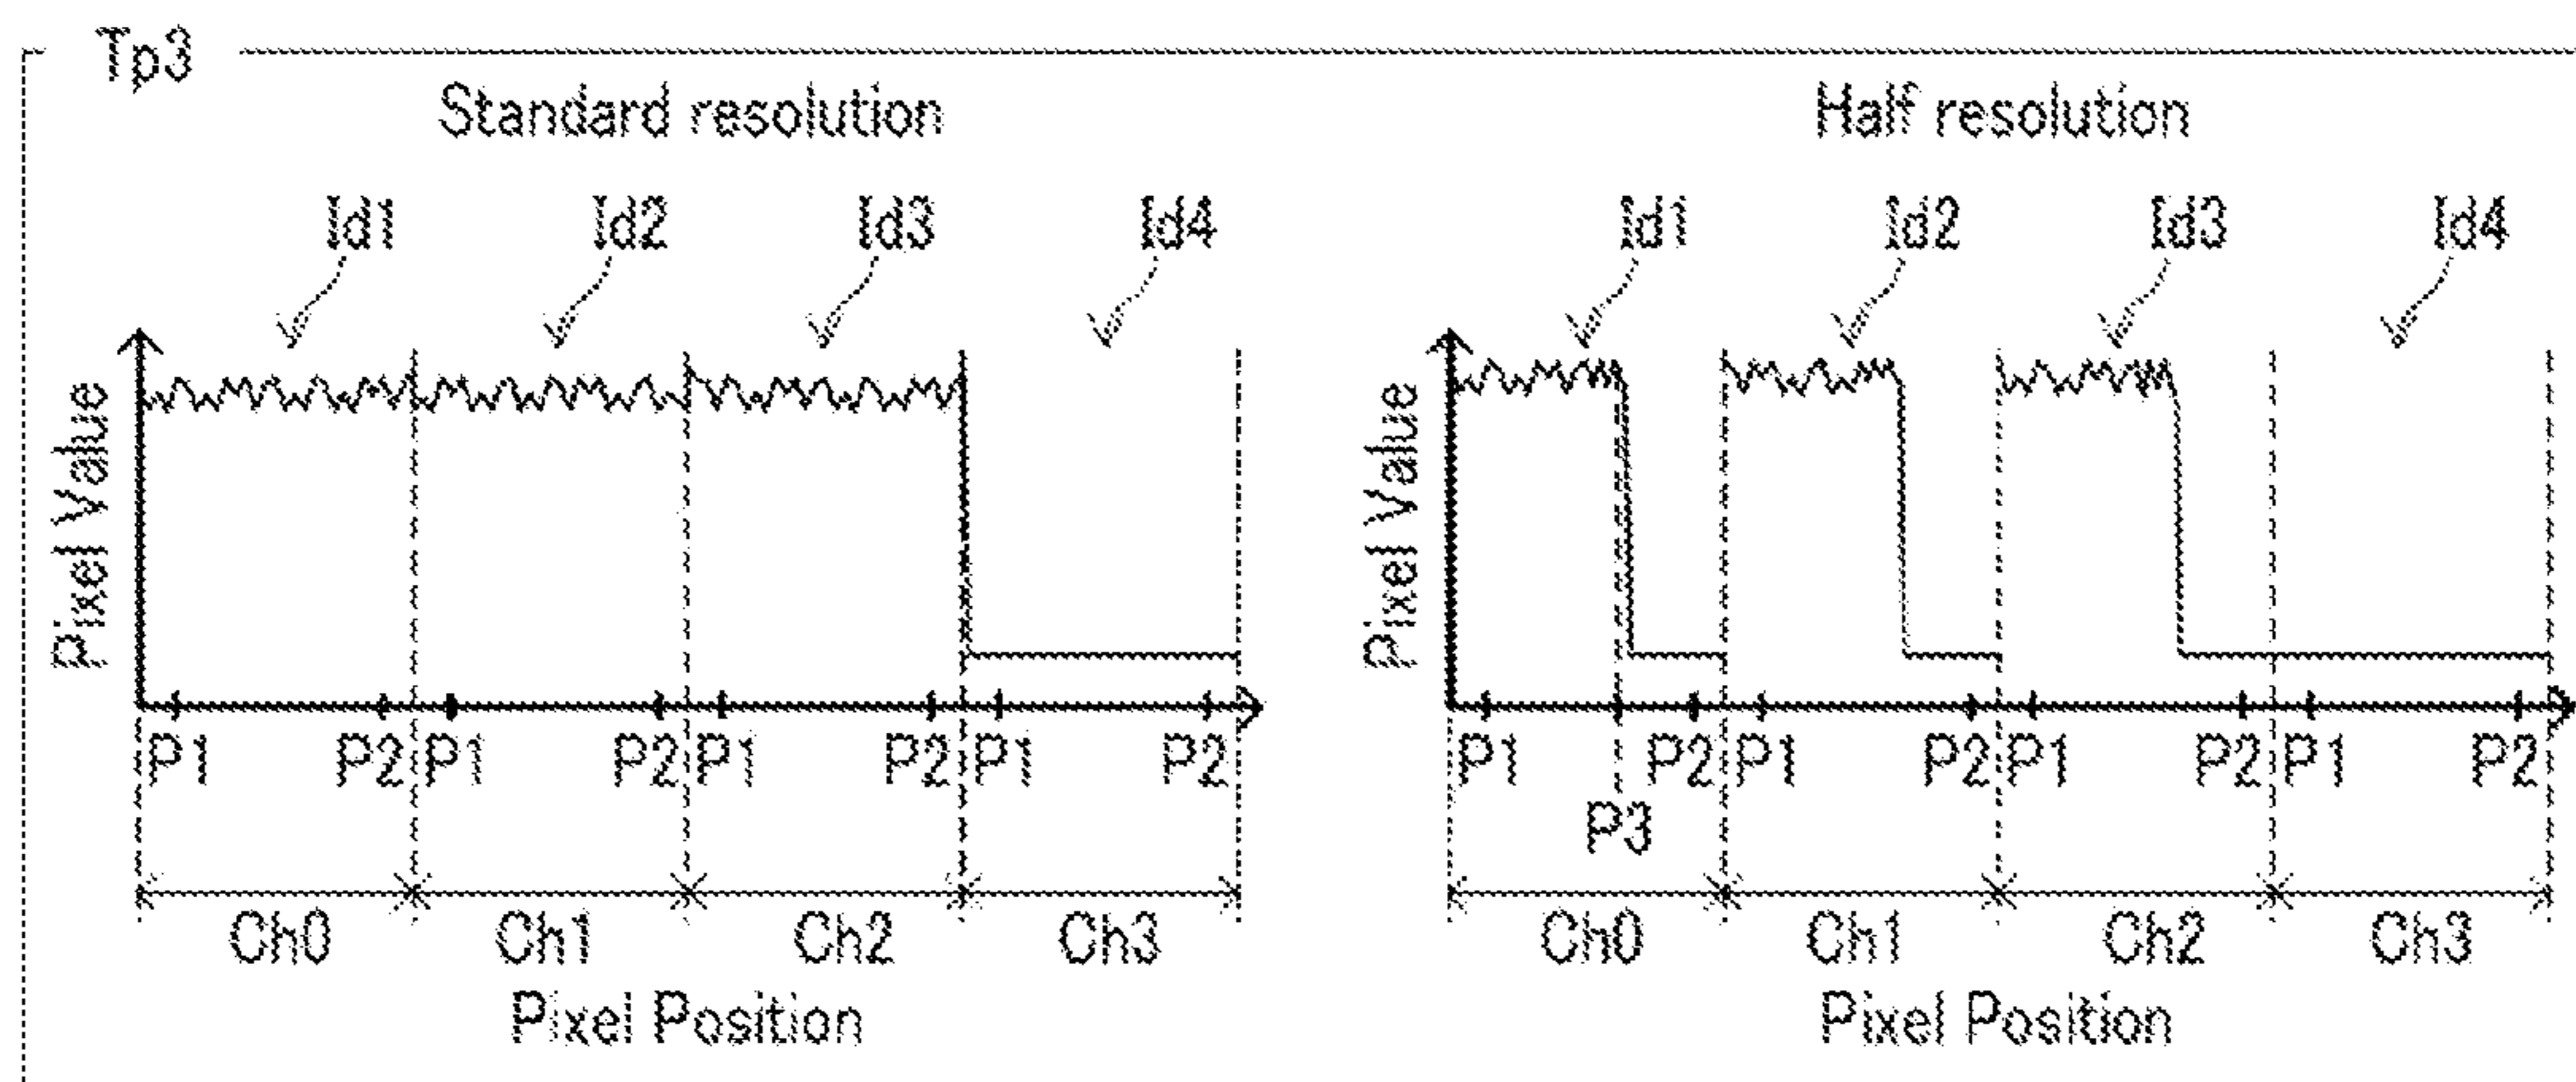 Tp3
Standard resolution
Half resolution
Id1 Id2 Id3 Id4
Id1 Id2 Id3 Id4
Pixel Value
Pixel Value
P1 P2 P1 P2 P1 P2 P1 P2
P1 P2 P1 P2 P1 P2 P1 P2
P3
Ch0 Ch1 Ch2 Ch3
Ch0 Ch1 Ch2 Ch3
Pixel Position
Pixel Position